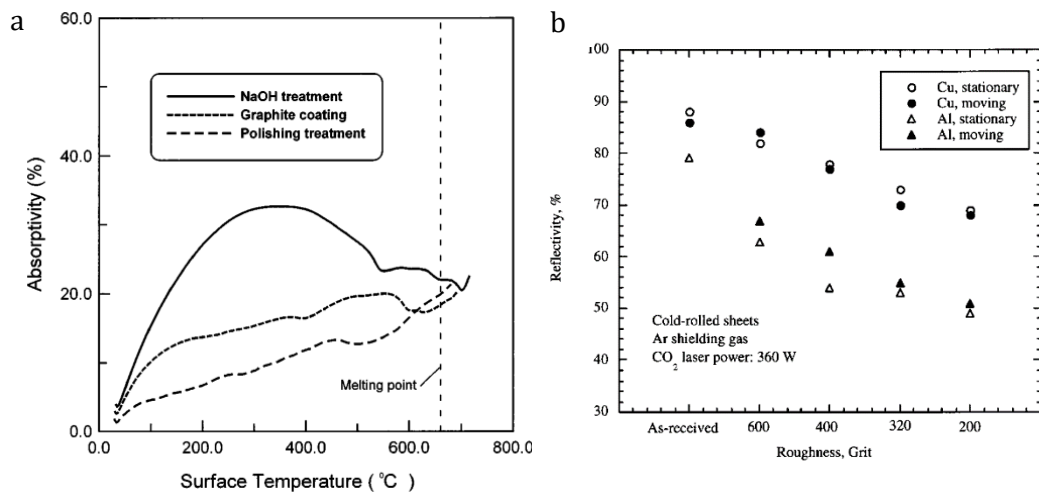 a
60.0
40.0
20.0
0.0
Absorptivity (%)
NaOH treatment
Graphite coating
Polishing treatment
Melting point
0.0 200.0 400.0 600.0 800.0
Surface Temperature ( °C )
b
100
90
80
70
60
50
40
30
Reflectivity, %
Cu, stationary
Cu, moving
Al, stationary
Al, moving
Cold-rolled sheets
Ar shielding gas
CO₂ laser power: 360 W
As-received 600 400 320 200
Roughness, Grit